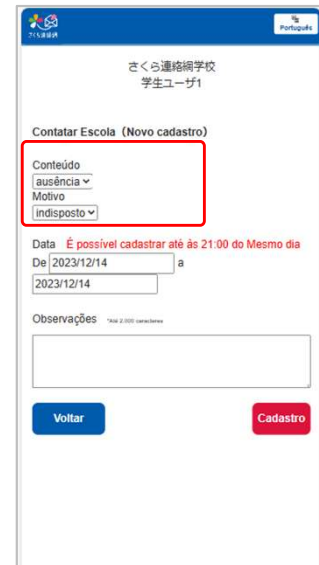 さくら連絡網
Português
さくら連絡網学校
学生ユーザ1
Contatar Escola（Novo cadastro）
Conteúdo
ausência
Motivo
indisposto
Data É possível cadastrar até às 21:00 do Mesmo dia
De 2023/12/14 a
2023/12/14
Observações *Até 2.000 caracteres
Voltar Cadastro